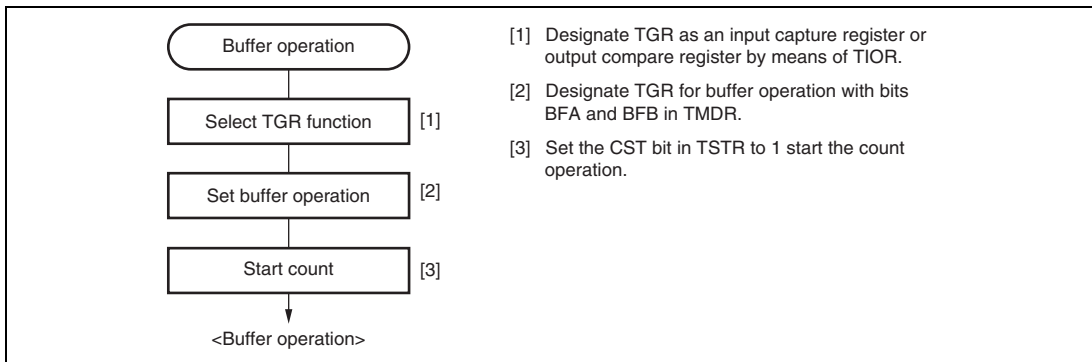 Buffer operation
Select TGR function
[1]
Set buffer operation
[2]
Start count
[3]
<Buffer operation>
[1] Designate TGR as an input capture register or
output compare register by means of TIOR.
[2] Designate TGR for buffer operation with bits
BFA and BFB in TMDR.
[3] Set the CST bit in TSTR to 1 start the count
operation.